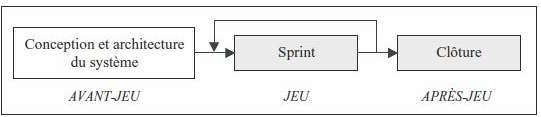 Conception et architecture
du système
Sprint
Clôture
AVANT-JEU
JEU
APRÈS-JEU